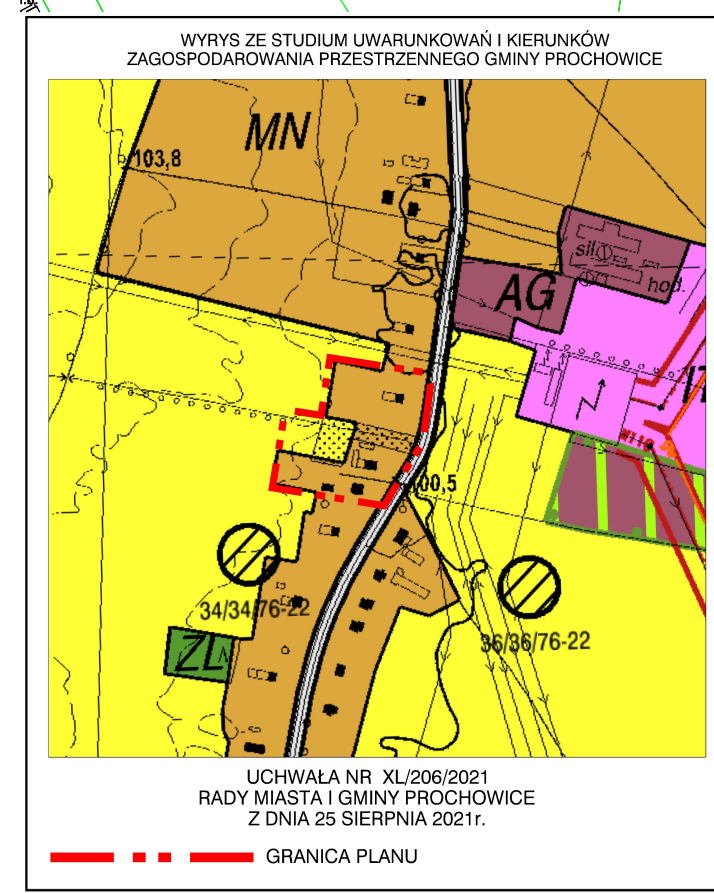 WYRYS ZE STUDIUM UWARUNKOWAŃ I KIERUNKÓW
ZAGOSPODAROWANIA PRZESTRZENNEGO GMINY PROCHOWICE
MN
103,8
sil.
hod.
AG
00,5
34/34/76-22
36/36/76-22
ZL
UCHWAŁA NR XL/206/2021
RADY MIASTA I GMINY PROCHOWICE
Z DNIA 25 SIERPNIA 2021r.
GRANICA PLANU